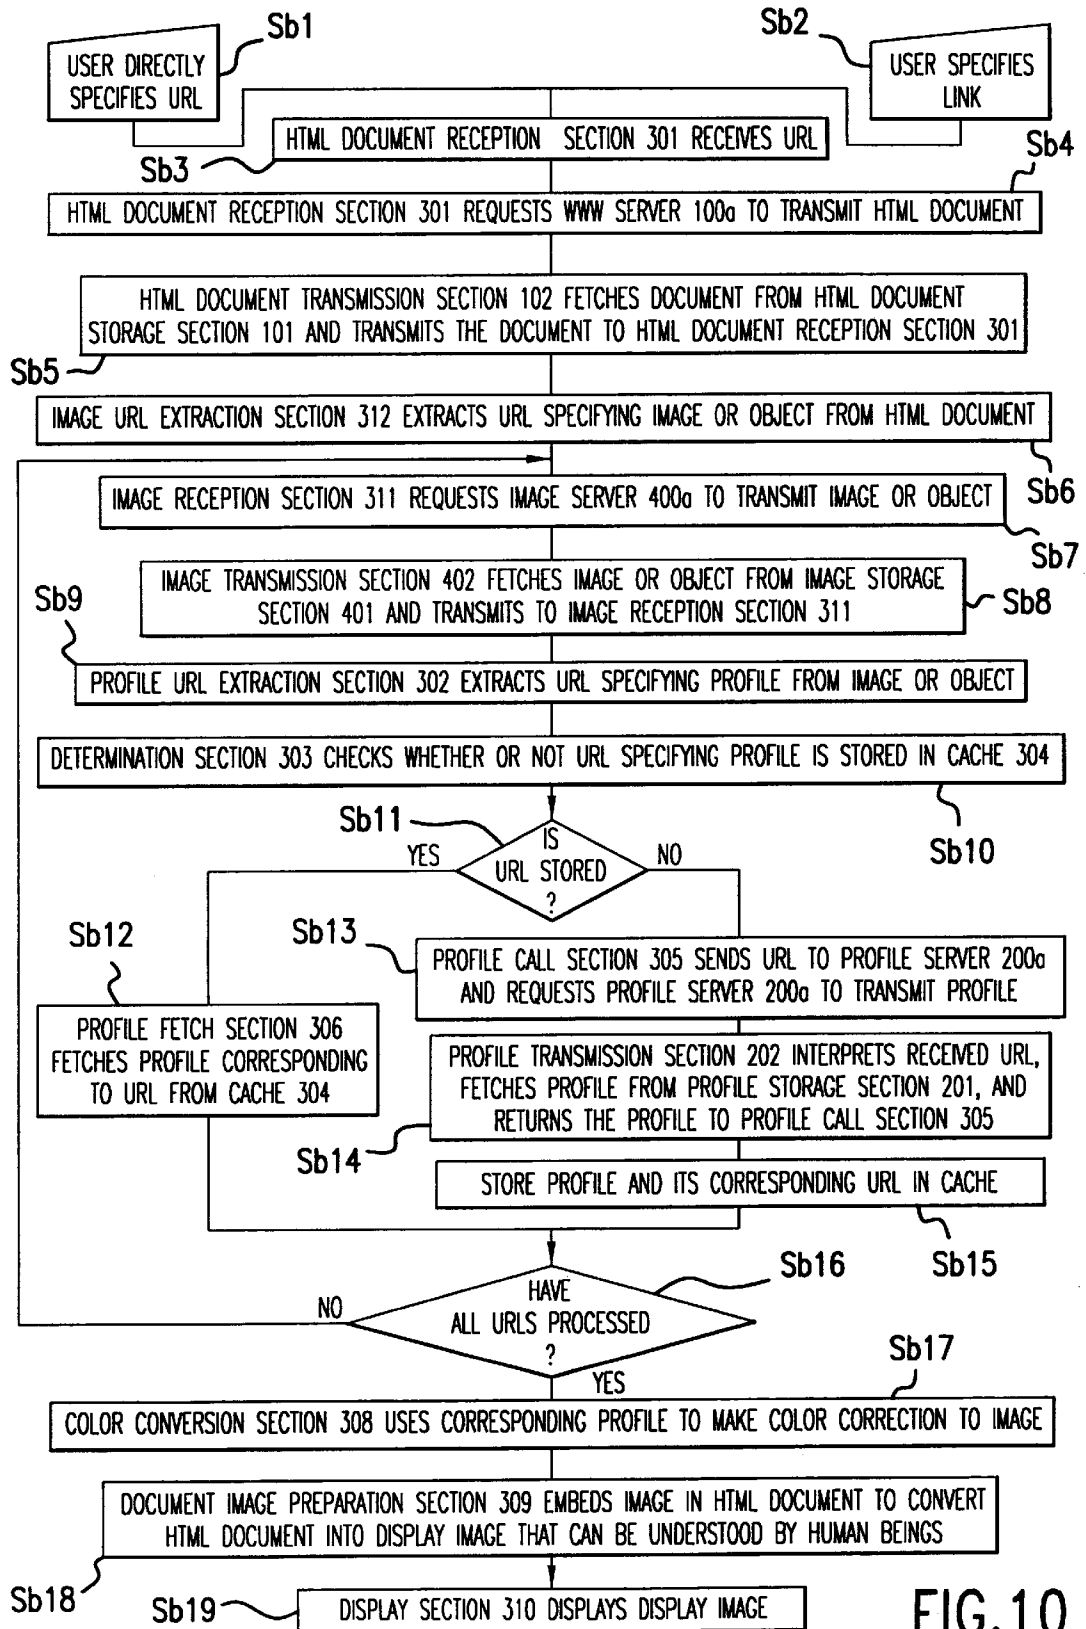 Sb1
USER DIRECTLY
SPECIFIES URL
Sb2
USER SPECIFIES
LINK
HTML DOCUMENT RECEPTION SECTION 301 RECEIVES URL
Sb3
Sb4
HTML DOCUMENT RECEPTION SECTION 301 REQUESTS WWW SERVER 100a TO TRANSMIT HTML DOCUMENT
HTML DOCUMENT TRANSMISSION SECTION 102 FETCHES DOCUMENT FROM HTML DOCUMENT
STORAGE SECTION 101 AND TRANSMITS THE DOCUMENT TO HTML DOCUMENT RECEPTION SECTION 301
Sb5
IMAGE URL EXTRACTION SECTION 312 EXTRACTS URL SPECIFYING IMAGE OR OBJECT FROM HTML DOCUMENT
Sb6
IMAGE RECEPTION SECTION 311 REQUESTS IMAGE SERVER 400a TO TRANSMIT IMAGE OR OBJECT
Sb7
IMAGE TRANSMISSION SECTION 402 FETCHES IMAGE OR OBJECT FROM IMAGE STORAGE
SECTION 401 AND TRANSMITS TO IMAGE RECEPTION SECTION 311
Sb8
Sb9
PROFILE URL EXTRACTION SECTION 302 EXTRACTS URL SPECIFYING PROFILE FROM IMAGE OR OBJECT
DETERMINATION SECTION 303 CHECKS WHETHER OR NOT URL SPECIFYING PROFILE IS STORED IN CACHE 304
Sb10
Sb11
IS
URL STORED
?
YES
NO
Sb12
PROFILE FETCH SECTION 306
FETCHES PROFILE CORRESPONDING
TO URL FROM CACHE 304
Sb13
PROFILE CALL SECTION 305 SENDS URL TO PROFILE SERVER 200a
AND REQUESTS PROFILE SERVER 200a TO TRANSMIT PROFILE
PROFILE TRANSMISSION SECTION 202 INTERPRETS RECEIVED URL,
FETCHES PROFILE FROM PROFILE STORAGE SECTION 201, AND
RETURNS THE PROFILE TO PROFILE CALL SECTION 305
Sb14
STORE PROFILE AND ITS CORRESPONDING URL IN CACHE
Sb15
Sb16
HAVE
ALL URLS PROCESSED
?
NO
YES
Sb17
COLOR CONVERSION SECTION 308 USES CORRESPONDING PROFILE TO MAKE COLOR CORRECTION TO IMAGE
DOCUMENT IMAGE PREPARATION SECTION 309 EMBEDS IMAGE IN HTML DOCUMENT TO CONVERT
HTML DOCUMENT INTO DISPLAY IMAGE THAT CAN BE UNDERSTOOD BY HUMAN BEINGS
Sb18
Sb19
DISPLAY SECTION 310 DISPLAYS DISPLAY IMAGE
FIG.10